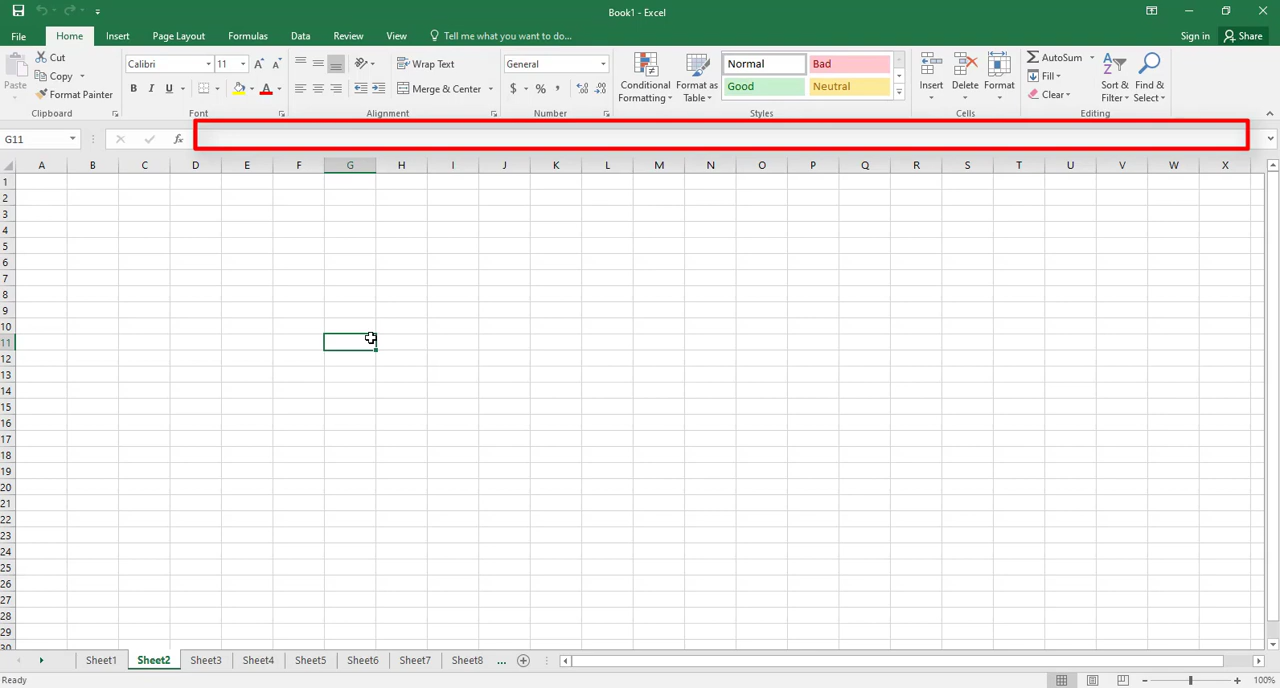 Book1 - Excel
File Home Insert Page Layout Formulas Data Review View Tell me what you want to do... Sign in Share
Paste Cut Copy Format Painter Clipboard
Calibri 11 B I U A Font
Wrap Text Merge & Center Alignment
General $ % , Number
Conditional Formatting Format as Table Normal Bad Good Neutral Styles
Insert Delete Format Cells
AutoSum Fill Clear Sort & Filter Find & Select Editing
G11 fx
A B C D E F G H I J K L M N O P Q R S T U V W X
1
2
3
4
5
6
7
8
9
10
11
12
13
14
15
16
17
18
19
20
21
22
23
24
25
26
27
28
29
30
Sheet1 Sheet2 Sheet3 Sheet4 Sheet5 Sheet6 Sheet7 Sheet8 ...
Ready 100%